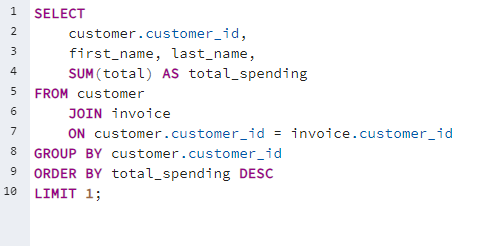 1 SELECT
2 customer.customer_id,
3 first_name, last_name,
4 SUM(total) AS total_spending
5 FROM customer
6 JOIN invoice
7 ON customer.customer_id = invoice.customer_id
8 GROUP BY customer.customer_id
9 ORDER BY total_spending DESC
10 LIMIT 1;